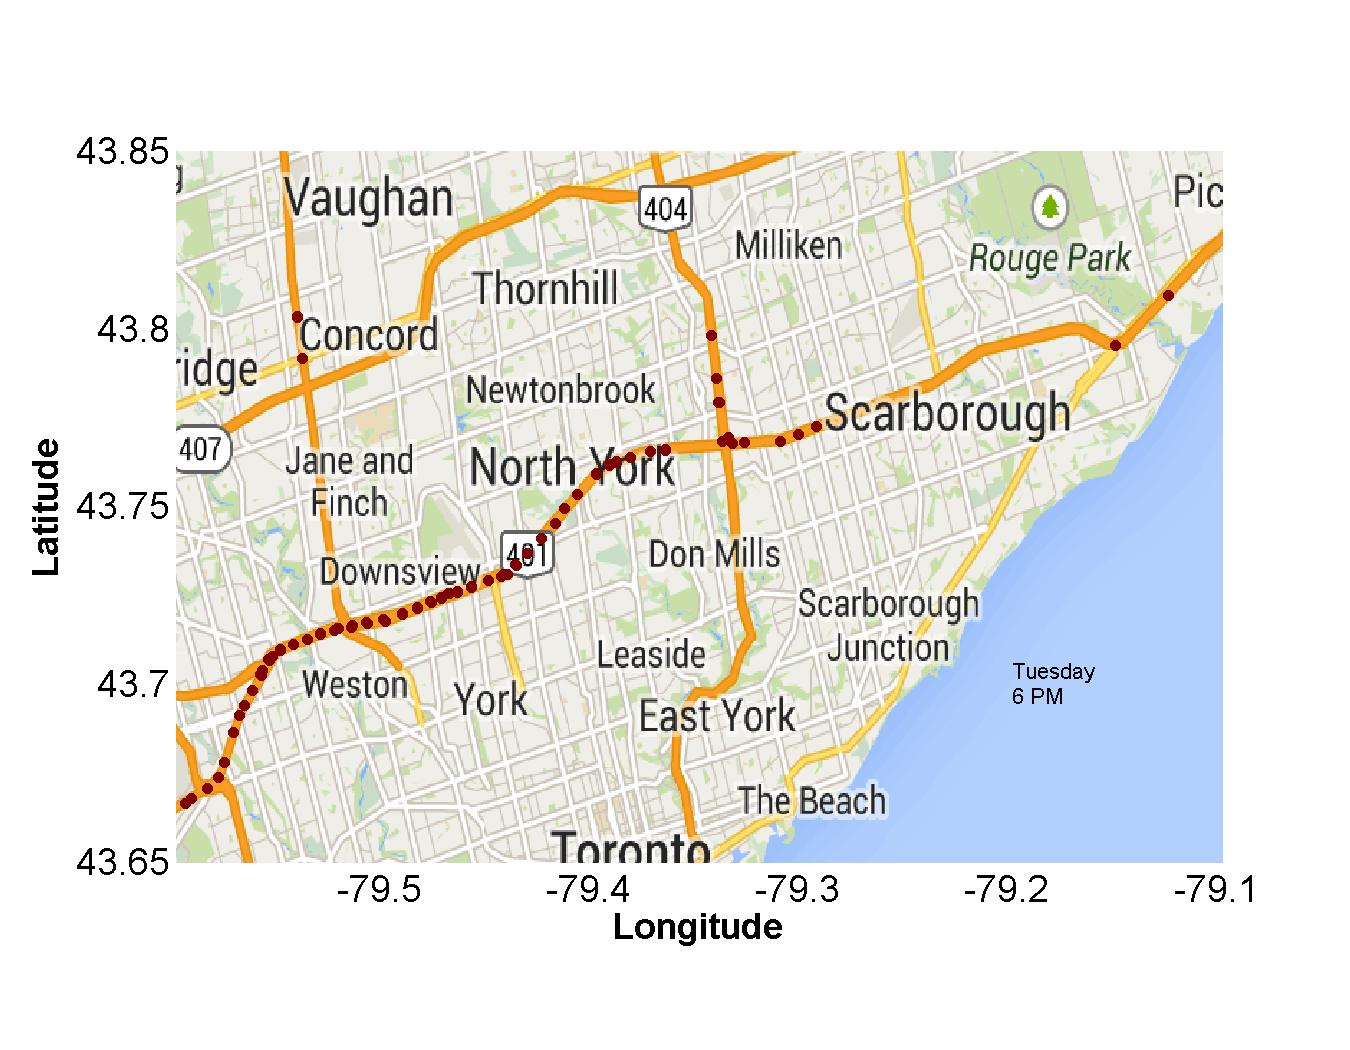 43.85
Vaughan
404
Pic
Milliken
Rouge Park
Thornhill
43.8
Concord
ridge
Newtonbrook
Scarborough
407
Jane and
Finch
North York
43.75
Latitude
401
Downsview
Don Mills
Scarborough
Junction
Leaside
Tuesday
6 PM
43.7
Weston
York
East York
The Beach
Toronto
43.65
-79.5
-79.4
-79.3
-79.2
-79.1
Longitude